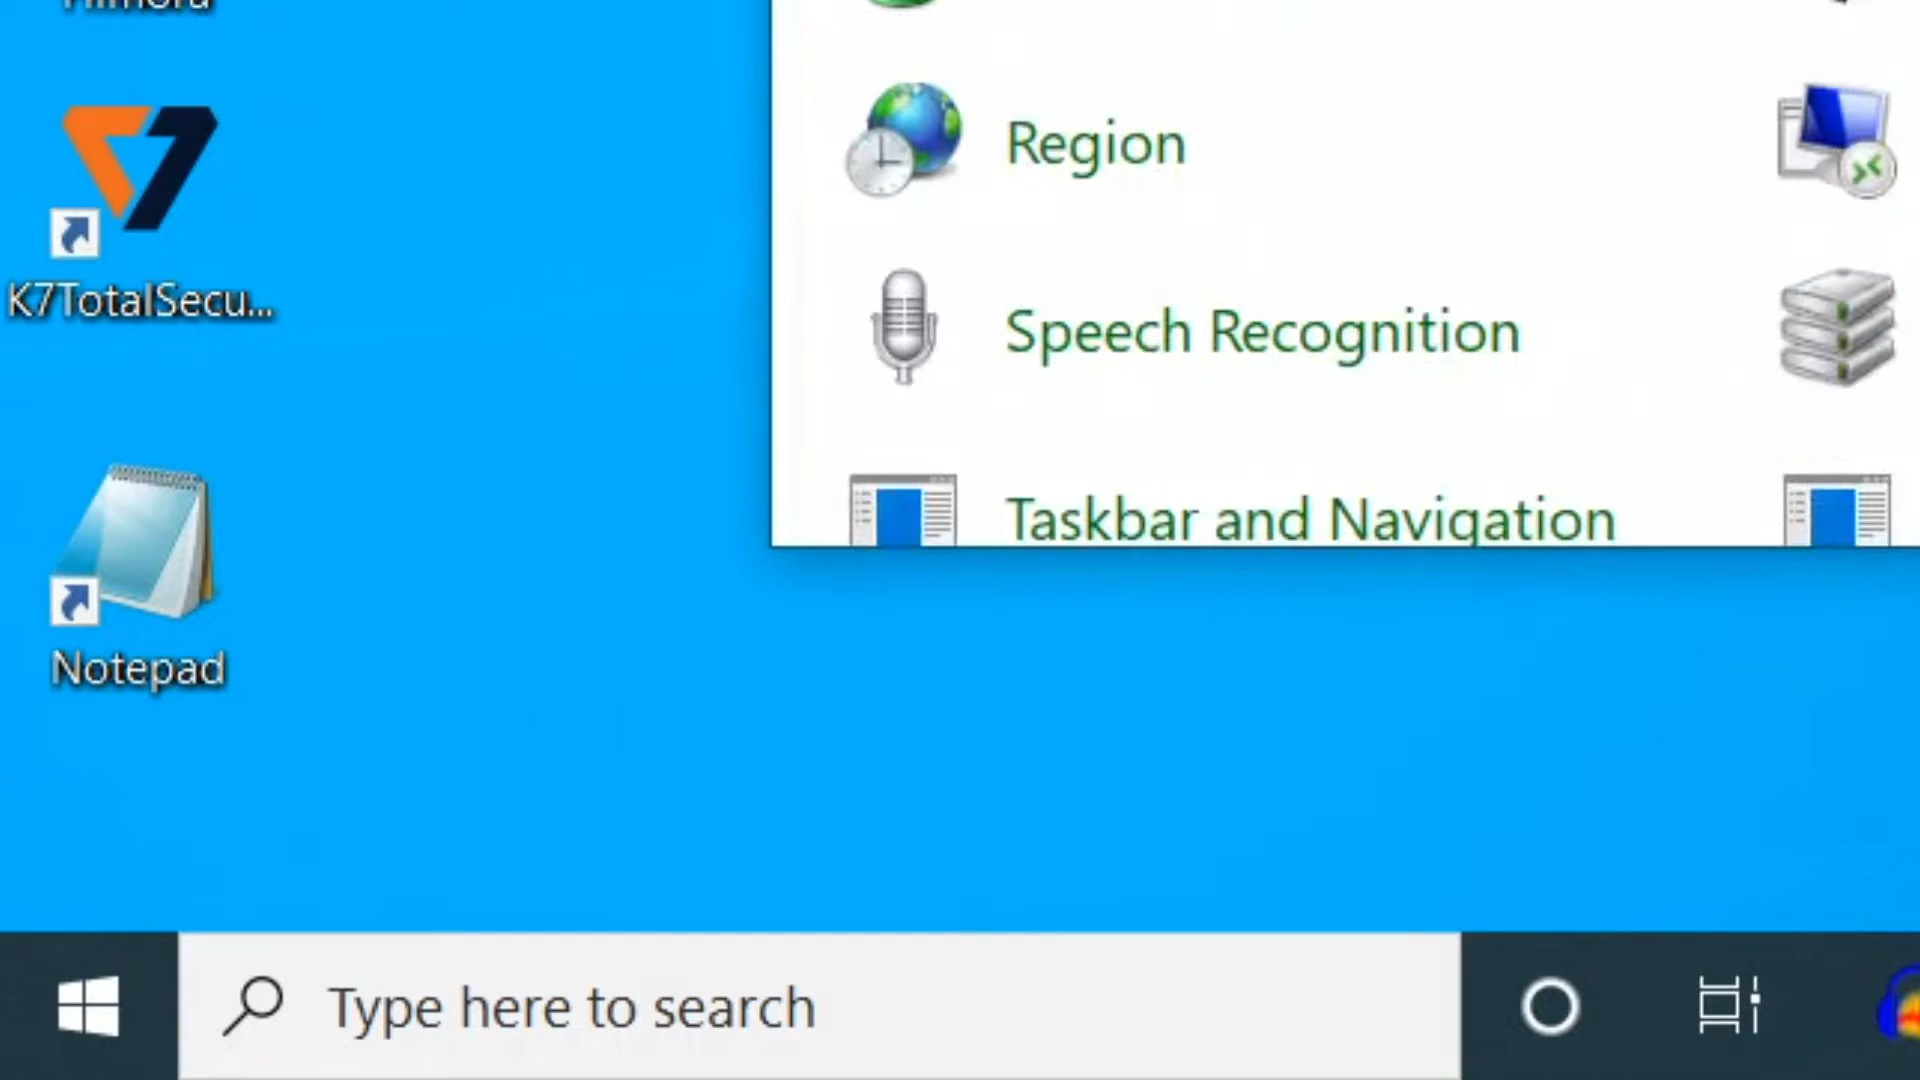 K7TotalSecu...
Notepad
Region
Speech Recognition
Taskbar and Navigation
Type here to search